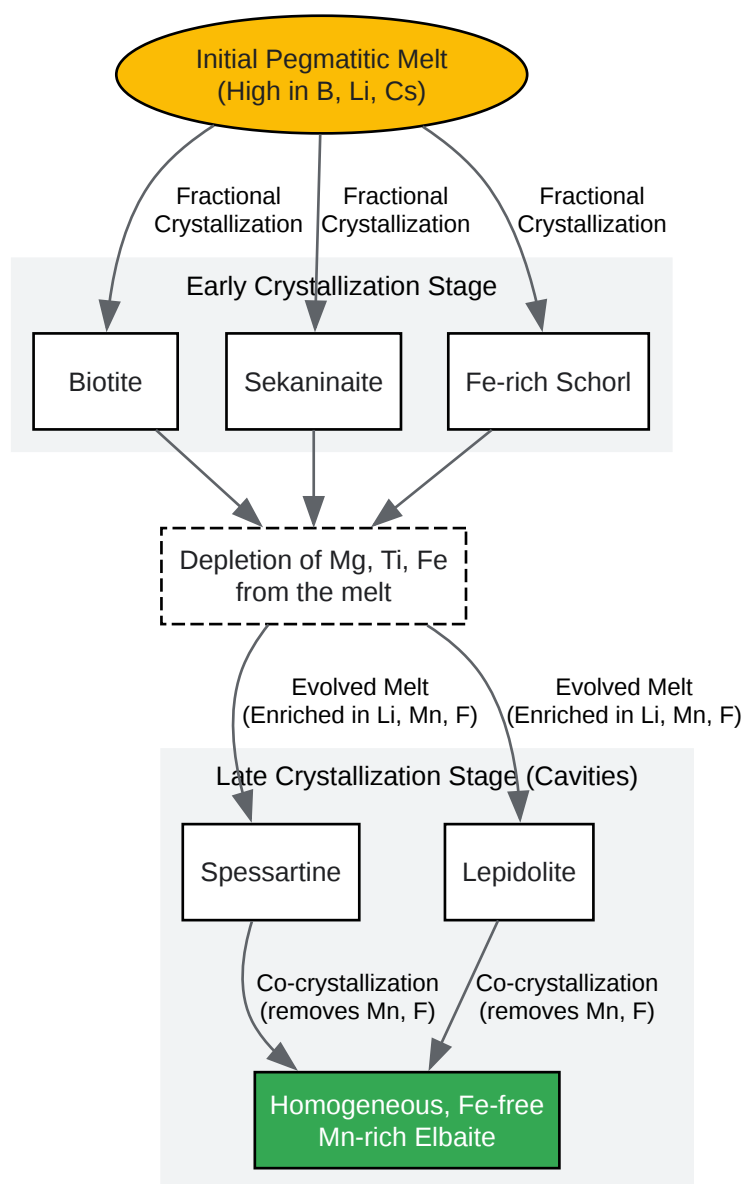 Initial Pegmatitic Melt
(High in B, Li, Cs)
Fractional
Crystallization
Fractional
Crystallization
Fractional
Crystallization
Early Crystallization Stage
Biotite
Sekaninaite
Fe-rich Schorl
Depletion of Mg, Ti, Fe
from the melt
Evolved Melt
(Enriched in Li, Mn, F)
Evolved Melt
(Enriched in Li, Mn, F)
Late Crystallization Stage (Cavities)
Spessartine
Lepidolite
Co-crystallization
(removes Mn, F)
Co-crystallization
(removes Mn, F)
Homogeneous, Fe-free
Mn-rich Elbaite